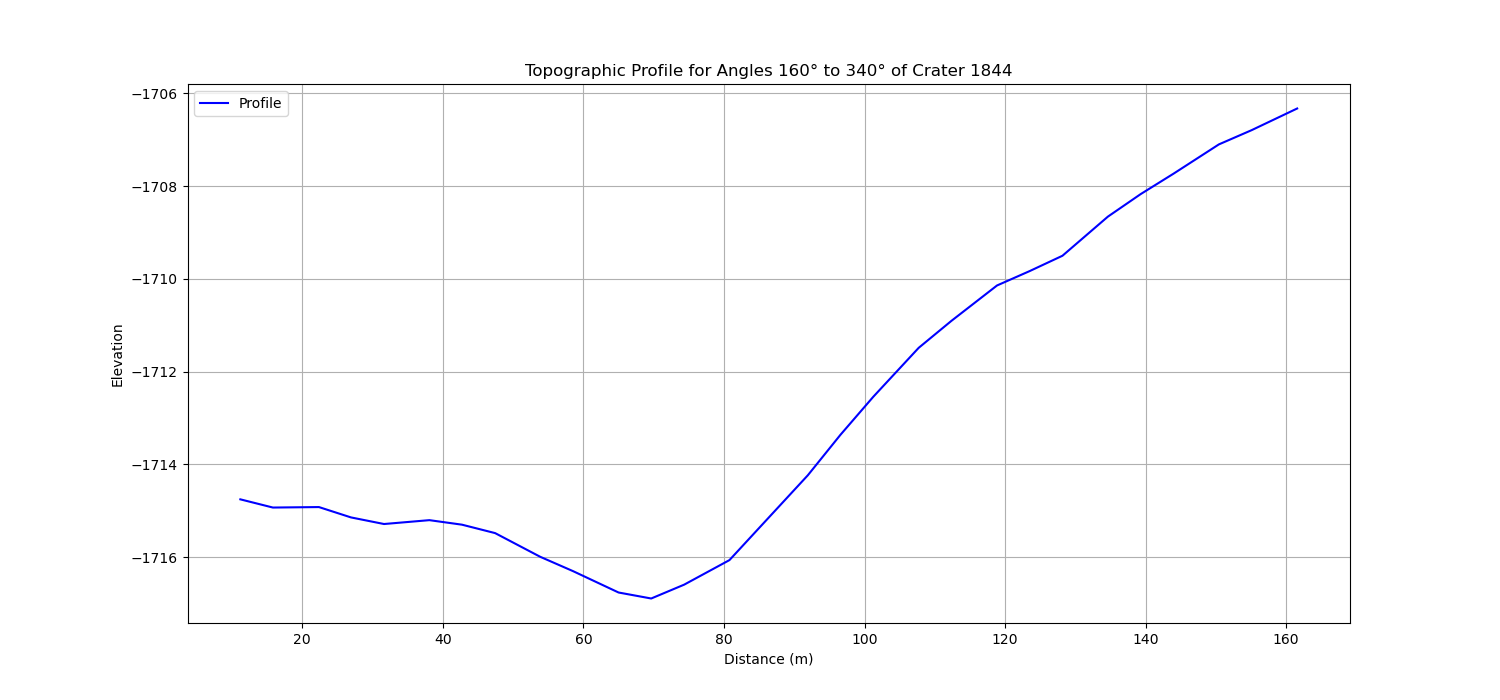 Topographic Profile for Angles 160° to 340° of Crater 1844
Profile
−1706
−1708
−1710
−1712
−1714
−1716
Elevation
20 40 60 80 100 120 140 160
Distance (m)